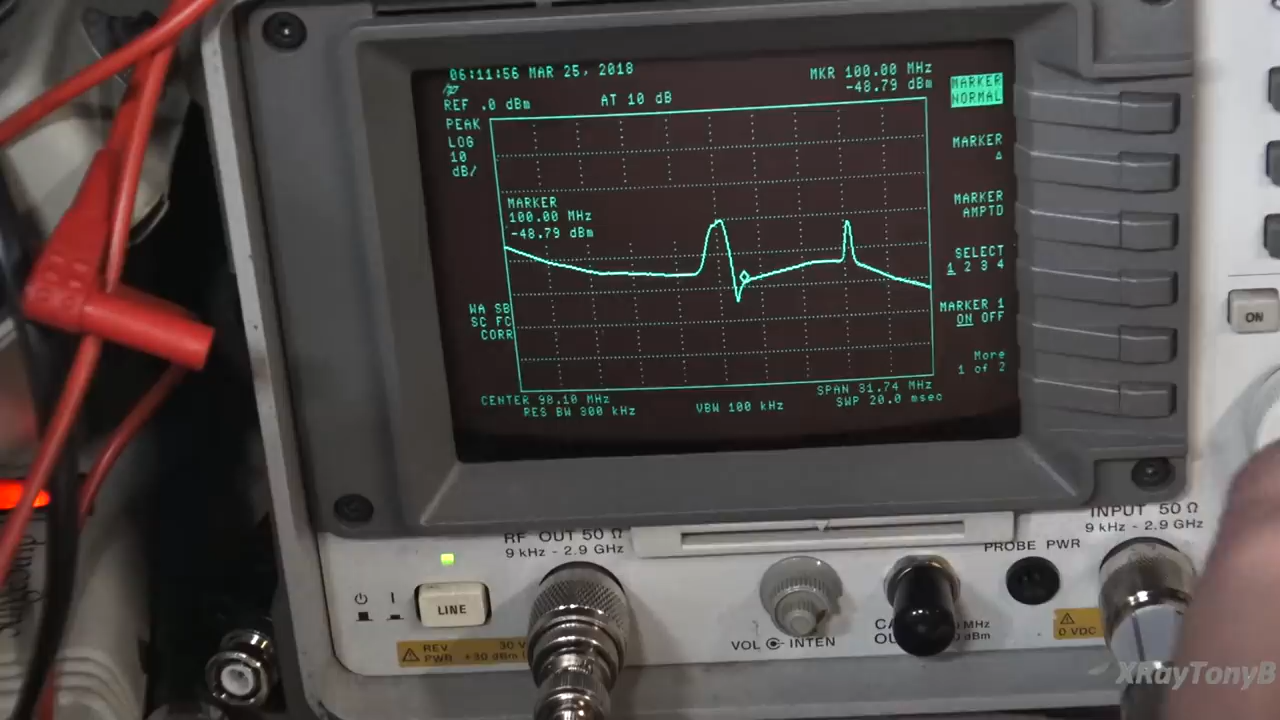 06:11:56 MAR 25, 2018
MKR 100.00 MHz
-48.79 dBm
REF .0 dBm
AT 10 dB
PEAK
LOG
10
dB/
MARKER
100.00 MHz
-48.79 dBm
WA SB
SC FC
CORR
CENTER 98.10 MHz
SPAN 31.74 MHz
RES BW 300 kHz
VBW 100 kHz
SWP 20.0 msec
MARKER
NORMAL
MARKER
Δ
MARKER
AMPTD
SELECT
1 2 3 4
MARKER 1
ON OFF
More
1 of 2
ON
RF OUT 50 Ω
9 kHz - 2.9 GHz
LINE
REV
PWR
30 V
+30 dBm
VOL
INTEN
PROBE PWR
INPUT 50 Ω
9 kHz - 2.9 GHz
0 VDC
XRayTonyB